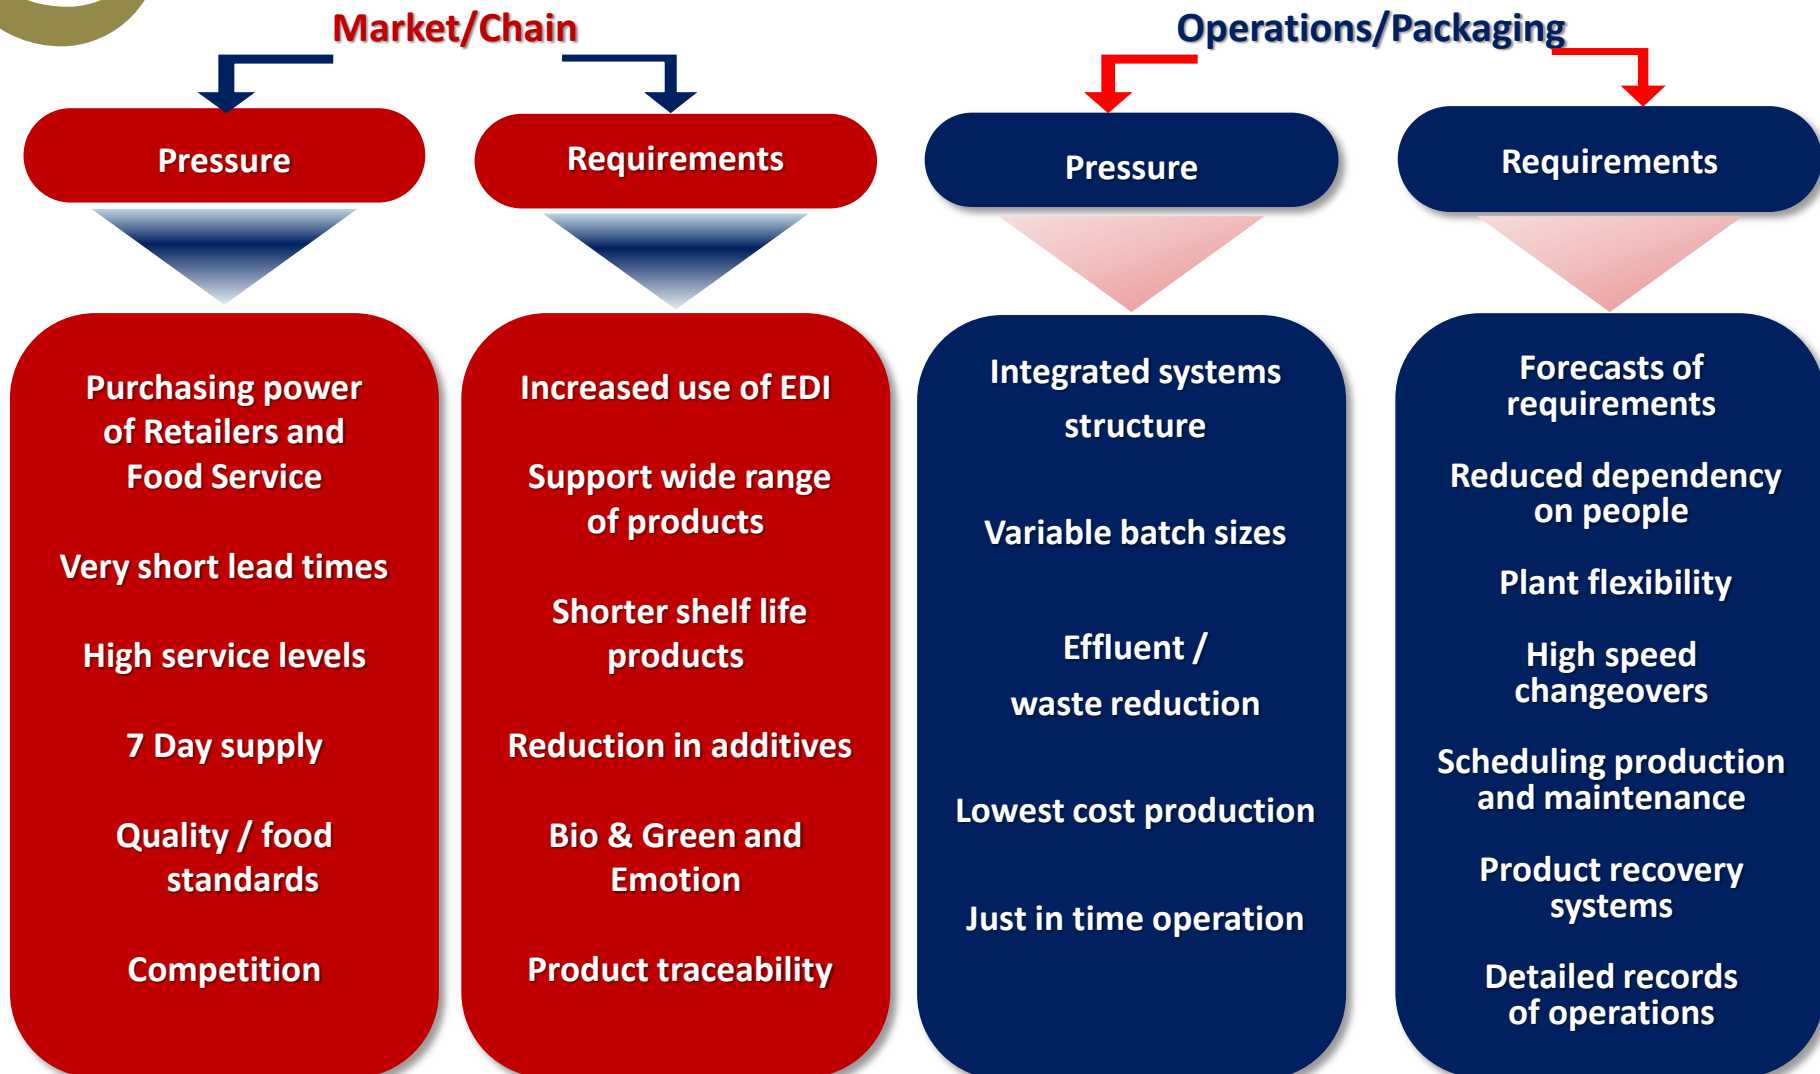 Market/Chain
Operations/Packaging
Pressure
Requirements
Pressure
Requirements
Purchasing power
of Retailers and
Food Service
Very short lead times
High service levels
7 Day supply
Quality / food
standards
Competition
Increased use of EDI
Support wide range
of products
Shorter shelf life
products
Reduction in additives
Bio & Green and
Emotion
Product traceability
Integrated systems
structure
Variable batch sizes
Effluent /
waste reduction
Lowest cost production
Just in time operation
Forecasts of
requirements
Reduced dependency
on people
Plant flexibility
High speed
changeovers
Scheduling production
and maintenance
Product recovery
systems
Detailed records
of operations